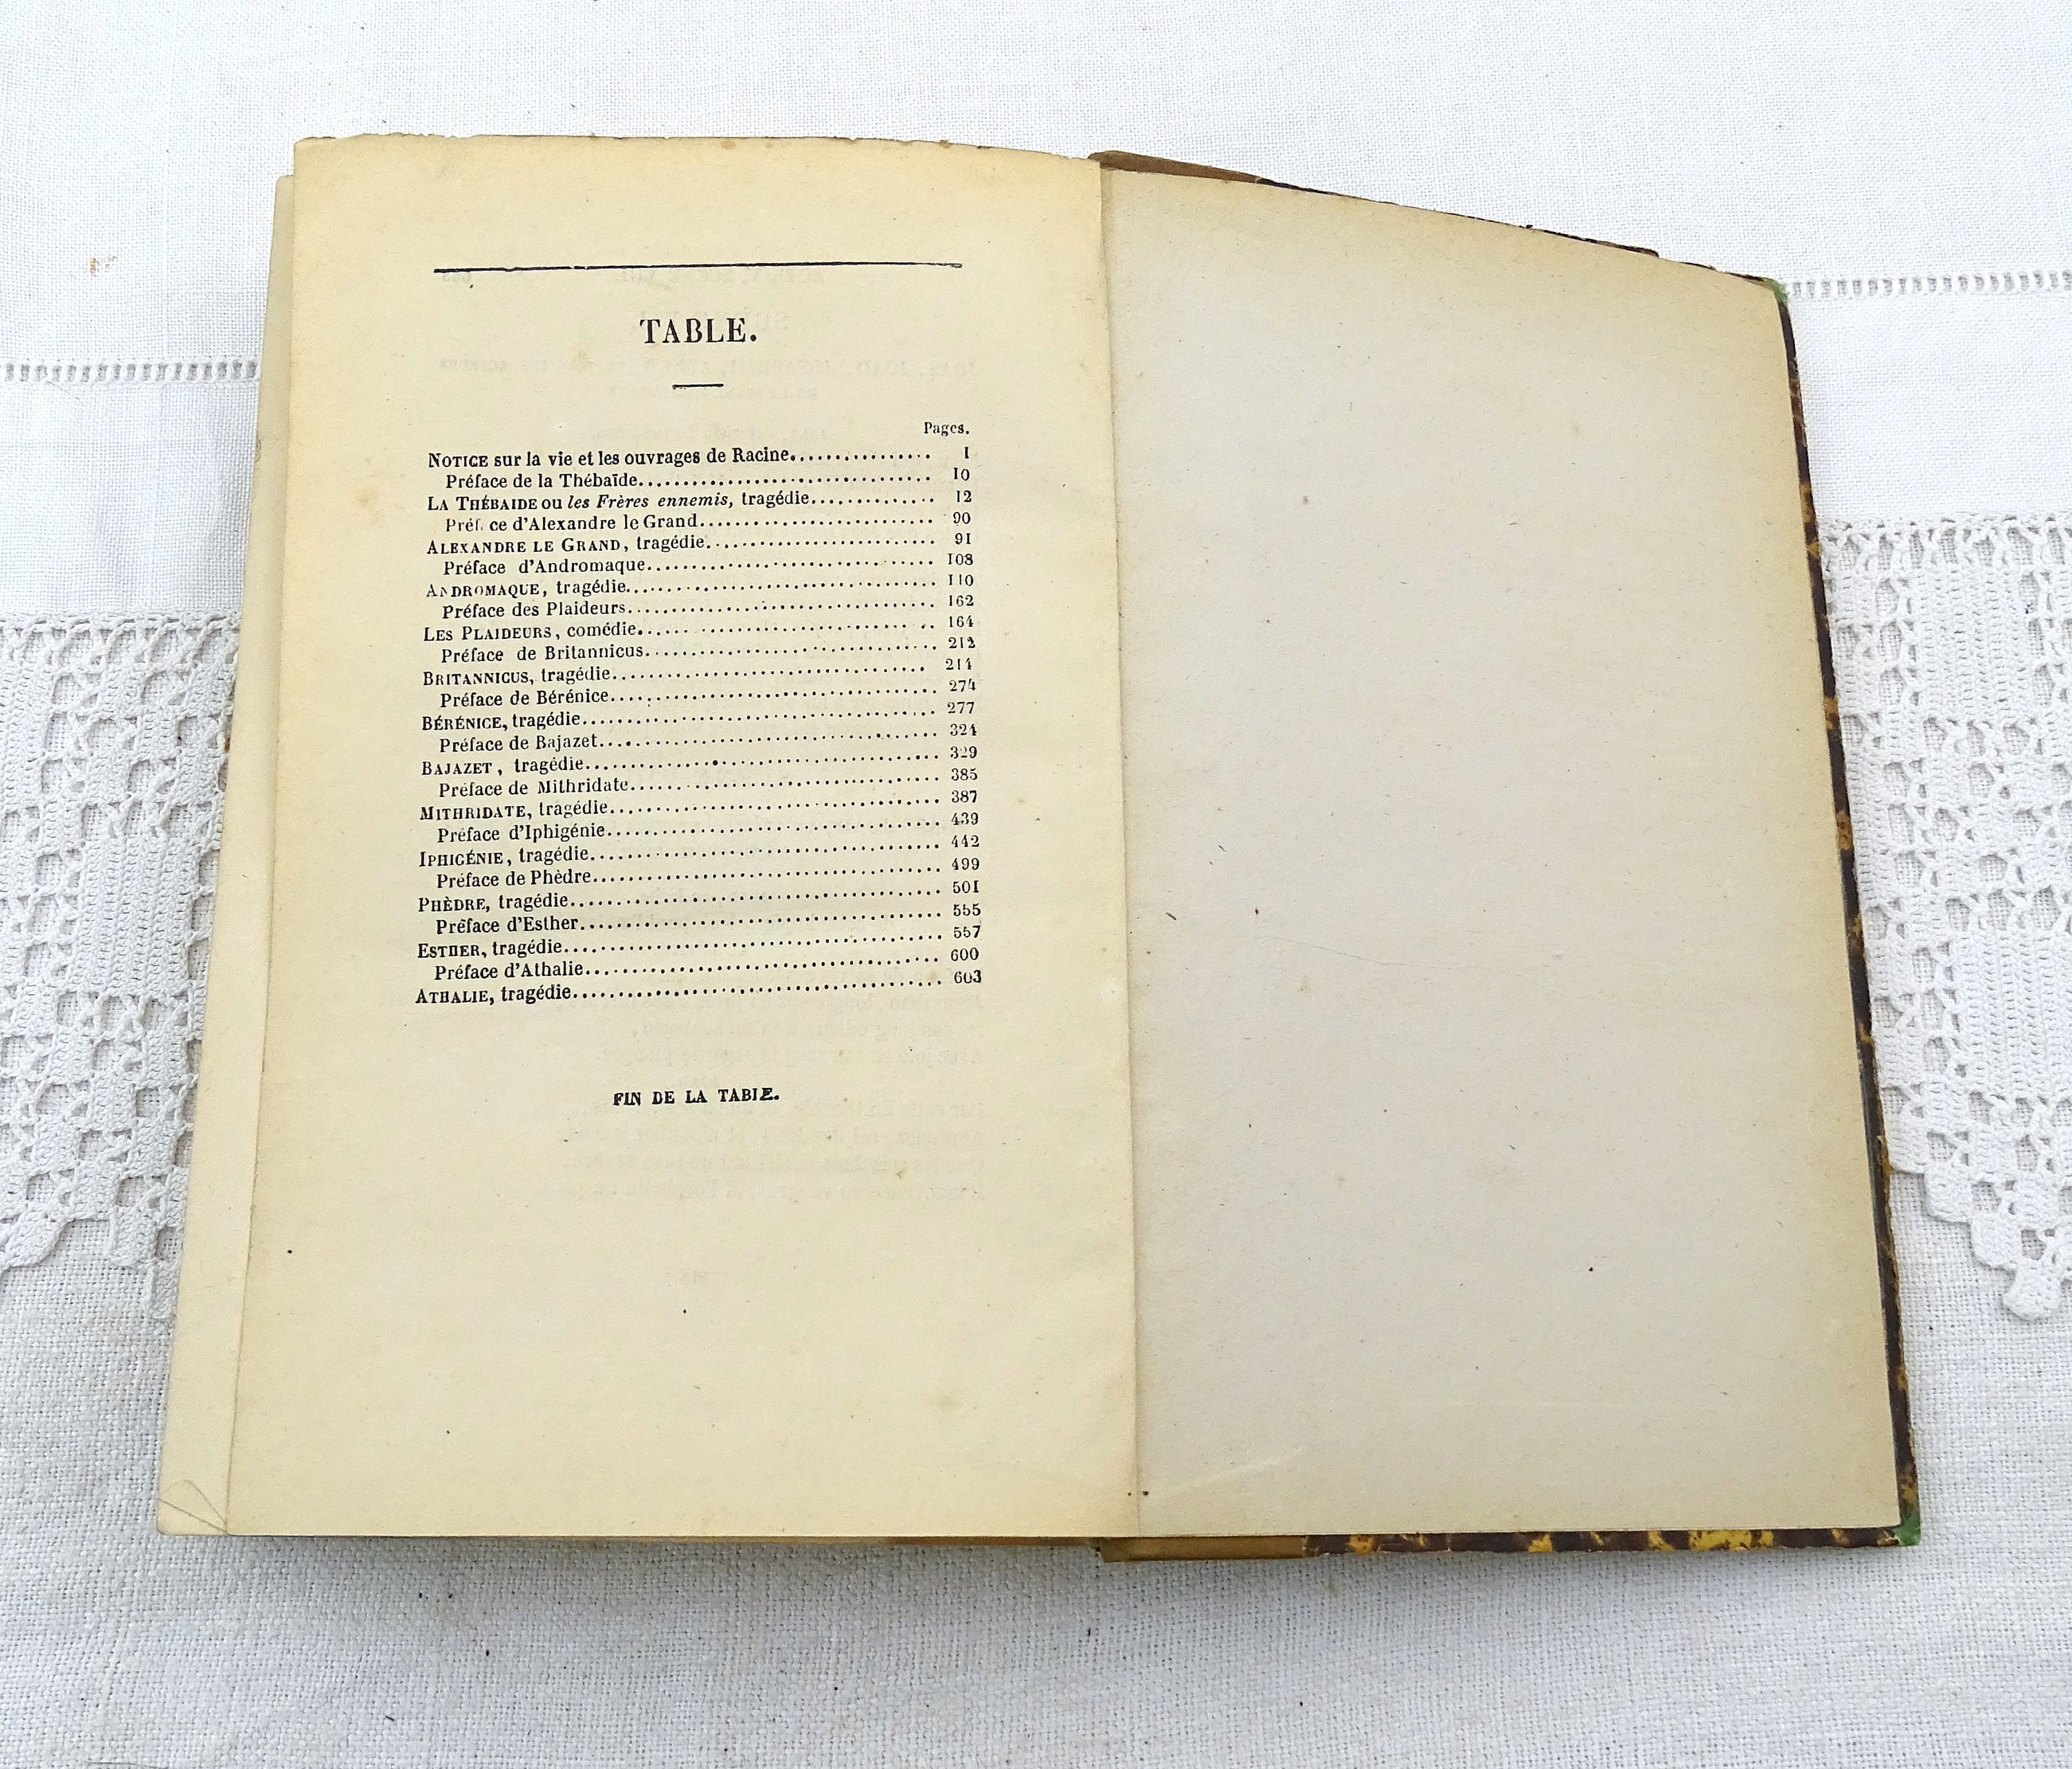 TABLE.
Pages.
NOTICE sur la vie et les ouvrages de Racine................ 1
Préface de la Thébaïde................................ 10
LA THÉBAIDE ou les Frères ennemis, tragédie.............. 12
Préf ce d'Alexandre le Grand.......................... 90
ALEXANDRE LE GRAND, tragédie.......................... 91
Préface d'Andromaque................................ 108
ANDROMAQUE, tragédie................................ 110
Préface des Plaideurs................................ 162
LES PLAIDEURS, comédie................................ 164
Préface de Britannicus................................ 212
BRITANNICUS, tragédie................................ 214
Préface de Bérénice................................ 274
BÉRÉNICE, tragédie................................ 277
Préface de Bajazet................................ 324
BAJAZET, tragédie................................ 329
Préface de Mithridate................................ 385
MITHRIDATE, tragédie................................ 387
Préface d'Iphigénie................................ 439
IPHIGÉNIE, tragédie................................ 442
Préface de Phèdre................................ 499
PHÈDRE, tragédie................................ 501
Préface d'Esther................................ 555
ESTHER, tragédie................................ 557
Préface d'Athalie................................ 600
ATHALIE, tragédie................................ 603
FIN DE LA TABLE.